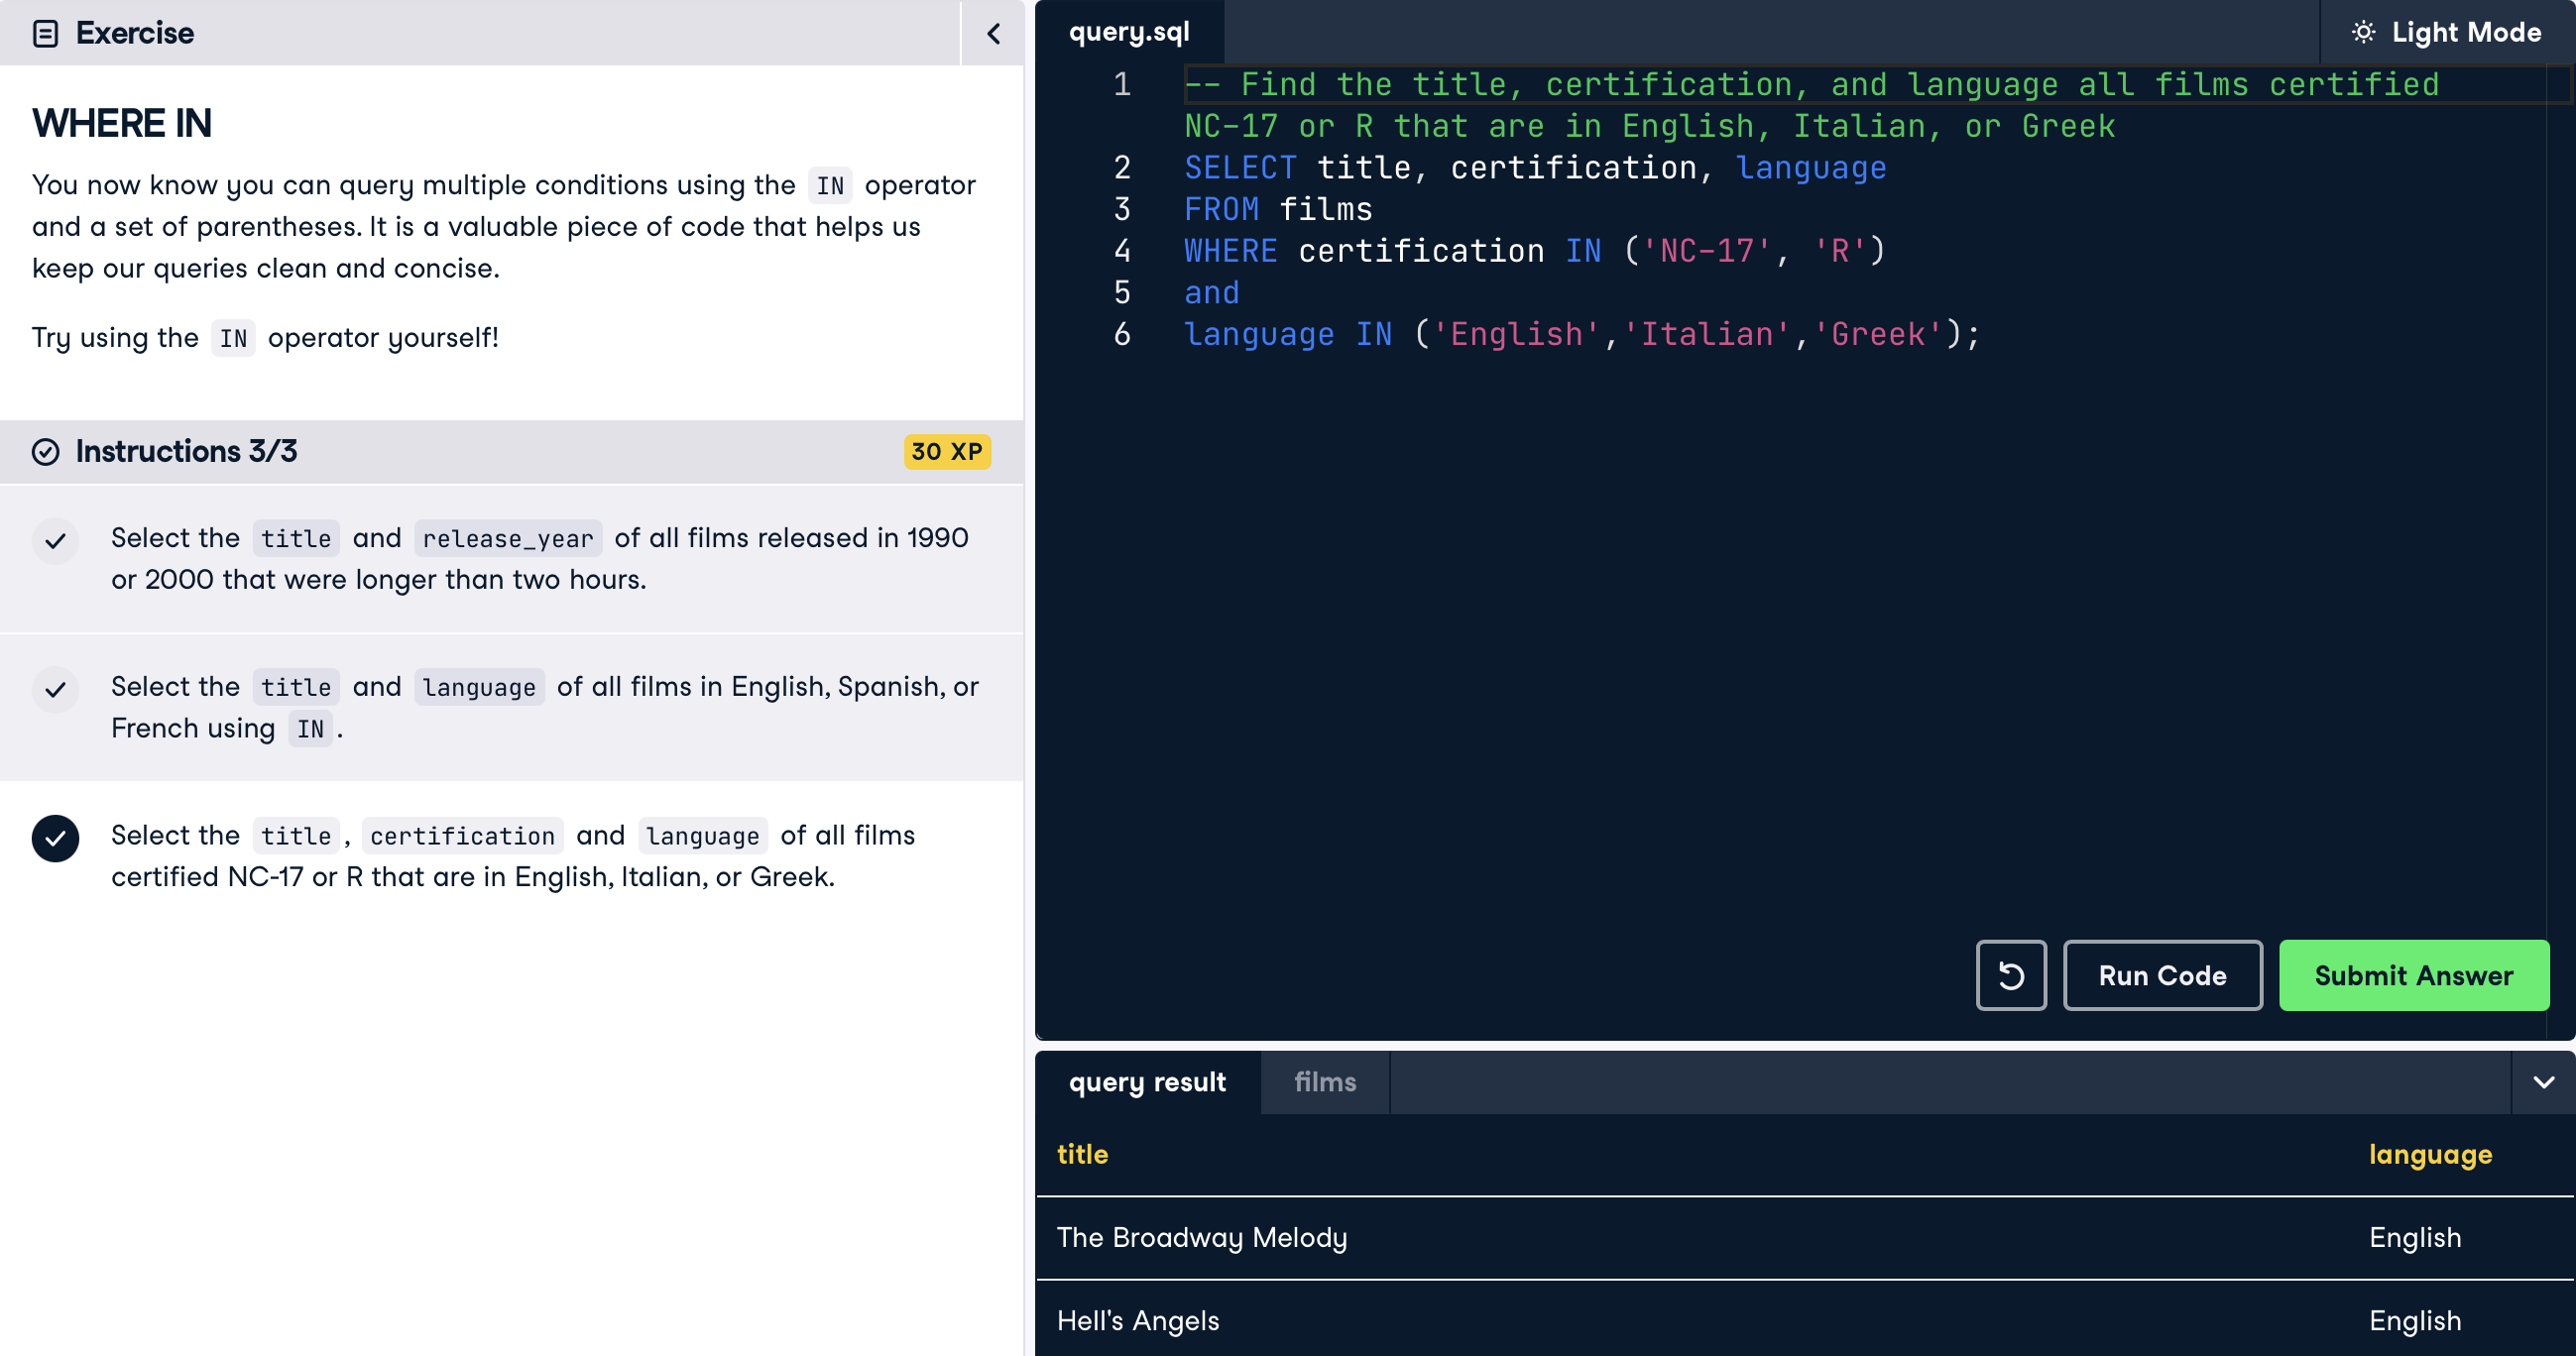 Exercise
WHERE IN
You now know you can query multiple conditions using the IN operator
and a set of parentheses. It is a valuable piece of code that helps us
keep our queries clean and concise.
Try using the IN operator yourself!
Instructions 3/3
30 XP
Select the title and release_year of all films released in 1990
or 2000 that were longer than two hours.
Select the title and language of all films in English, Spanish, or
French using IN.
Select the title, certification and language of all films
certified NC-17 or R that are in English, Italian, or Greek.
query.sql
Light Mode
1 -- Find the title, certification, and language all films certified
NC-17 or R that are in English, Italian, or Greek
2 SELECT title, certification, language
3 FROM films
4 WHERE certification IN ('NC-17', 'R')
5 and
6 language IN ('English','Italian','Greek');
Run Code
Submit Answer
query result
films
title language
The Broadway Melody English
Hell's Angels English